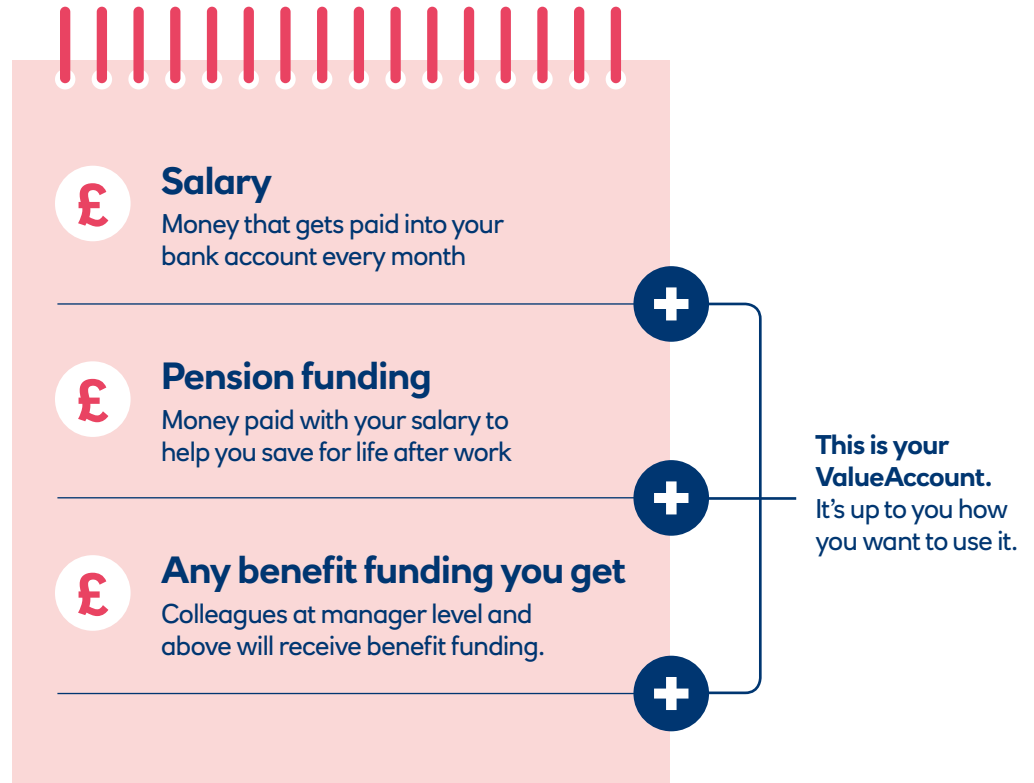 £
Salary
Money that gets paid into your
bank account every month
£
Pension funding
Money paid with your salary to
help you save for life after work
£
Any benefit funding you get
Colleagues at manager level and
above will receive benefit funding.
This is your
ValueAccount.
It’s up to you how
you want to use it.